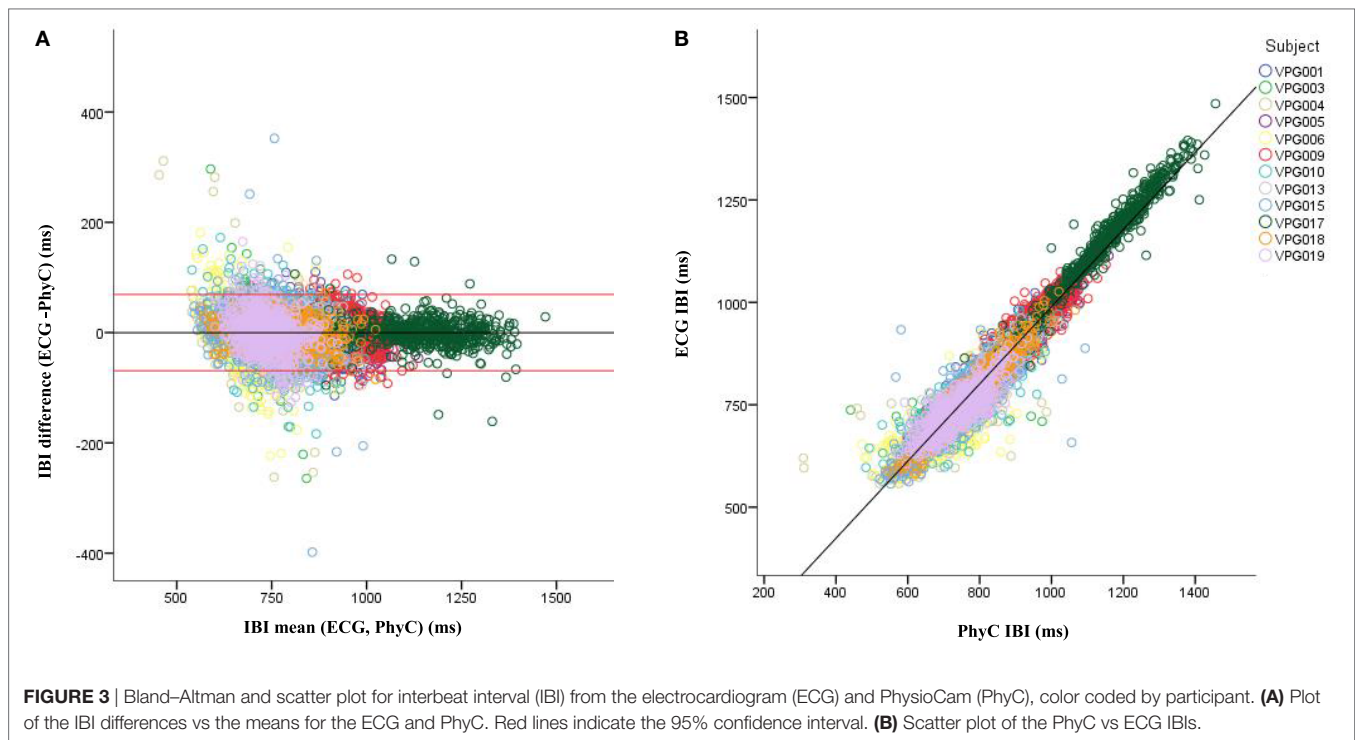 A
IBI difference (ECG -PhyC) (ms)
400
200
0
-200
-400
500
750
1000
1250
1500
IBI mean (ECG, PhyC) (ms)
B
ECG IBI (ms)
1500
1250
1000
750
500
200
400
600
800
1000
1200
1400
PhyC IBI (ms)
Subject
VPG001
VPG003
VPG004
VPG005
VPG006
VPG009
VPG010
VPG013
VPG015
VPG017
VPG018
VPG019
FIGURE 3 | Bland–Altman and scatter plot for interbeat interval (IBI) from the electrocardiogram (ECG) and PhysioCam (PhyC), color coded by participant. (A) Plot
of the IBI differences vs the means for the ECG and PhyC. Red lines indicate the 95% confidence interval. (B) Scatter plot of the PhyC vs ECG IBIs.